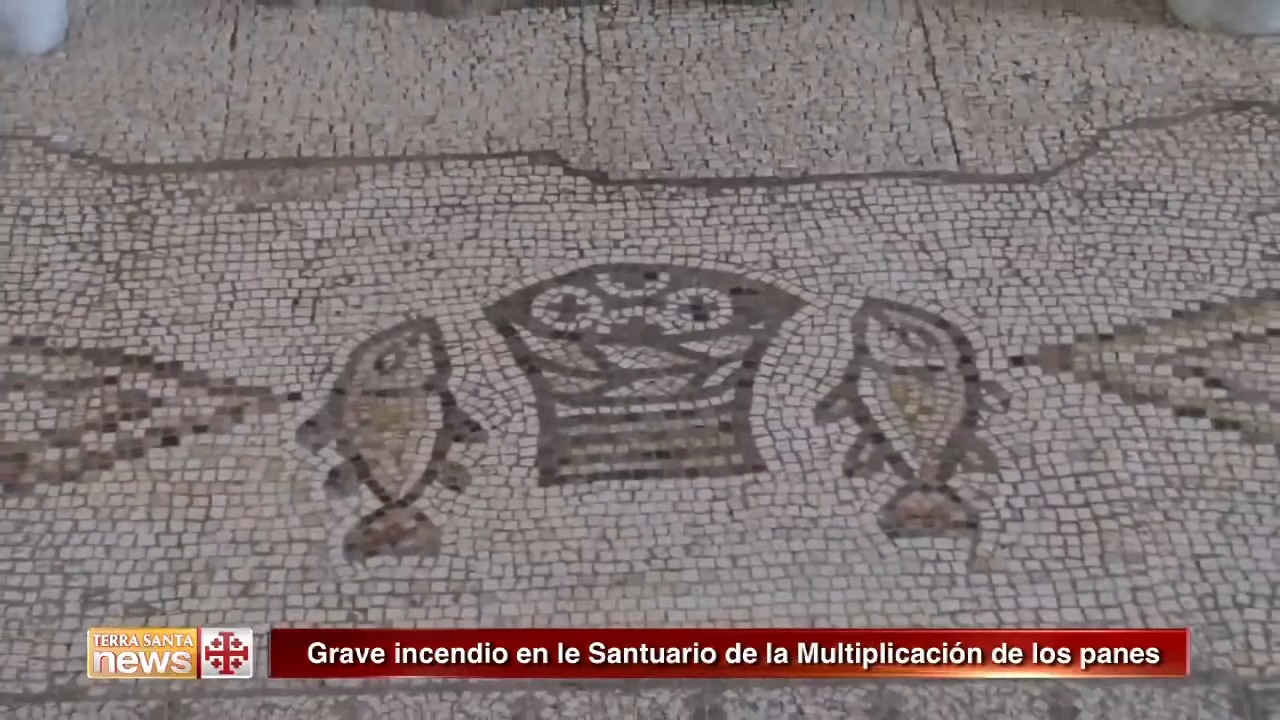 TERRA SANTA
news
Grave incendio en le Santuario de la Multiplicación de los panes